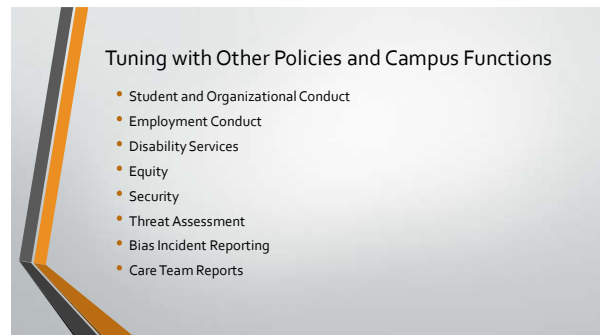 Tuning with Other Policies and Campus Functions
• Student and Organizational Conduct
• Employment Conduct
• Disability Services
• Equity
• Security
• Threat Assessment
• Bias Incident Reporting
• Care Team Reports